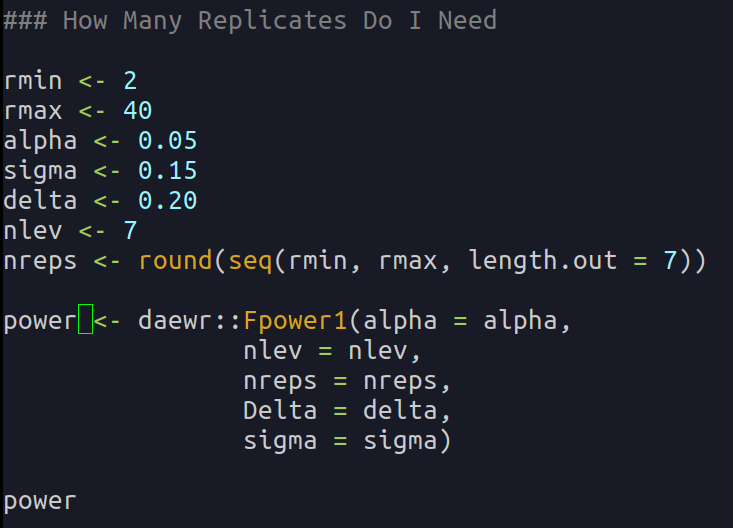 ### How Many Replicates Do I Need
rmin <- 2
rmax <- 40
alpha <- 0.05
sigma <- 0.15
delta <- 0.20
nlev <- 7
nreps <- round(seq(rmin, rmax, length.out = 7))
power <- daewr::Fpower1(alpha = alpha,
nlev = nlev,
nreps = nreps,
Delta = delta,
sigma = sigma)
power